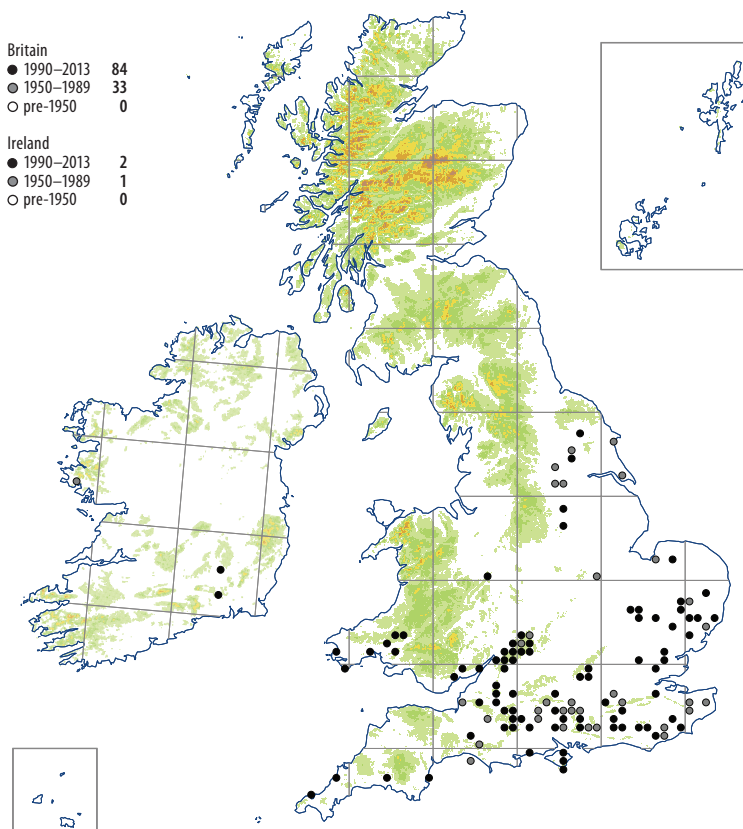 Britain
● 1990–2013 84
● 1950–1989 33
○ pre-1950 0
Ireland
● 1990–2013 2
● 1950–1989 1
○ pre-1950 0